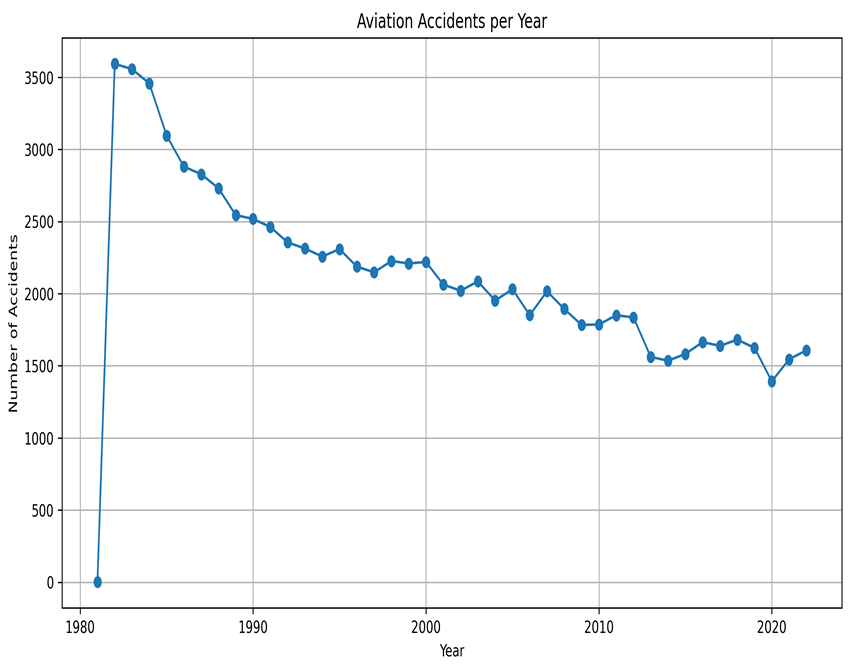 Aviation Accidents per Year
Number of Accidents
3500
3000
2500
2000
1500
1000
500
0
1980 1990 2000 2010 2020
Year